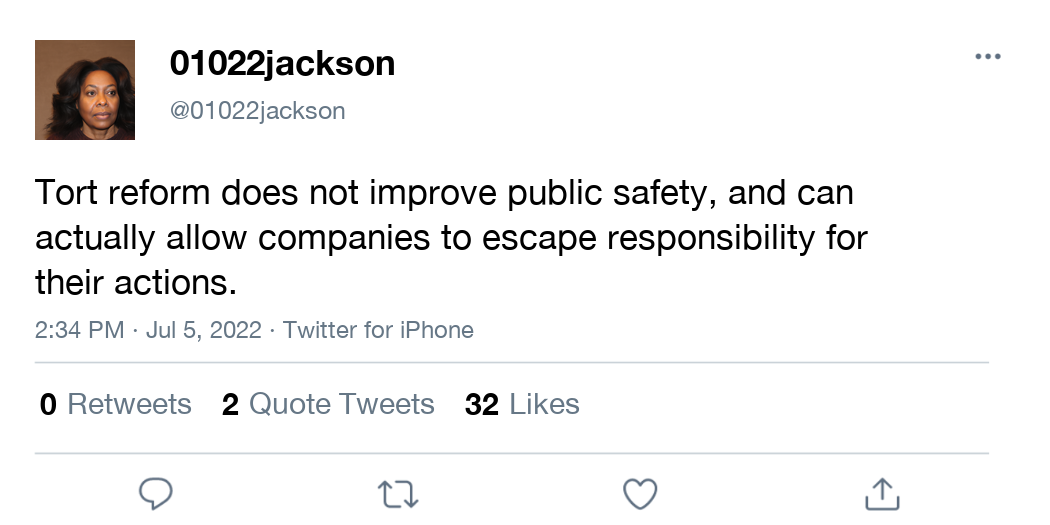 01022jackson
@01022jackson
Tort reform does not improve public safety, and can
actually allow companies to escape responsibility for
their actions.
2:34 PM · Jul 5, 2022 · Twitter for iPhone
0 Retweets 2 Quote Tweets 32 Likes